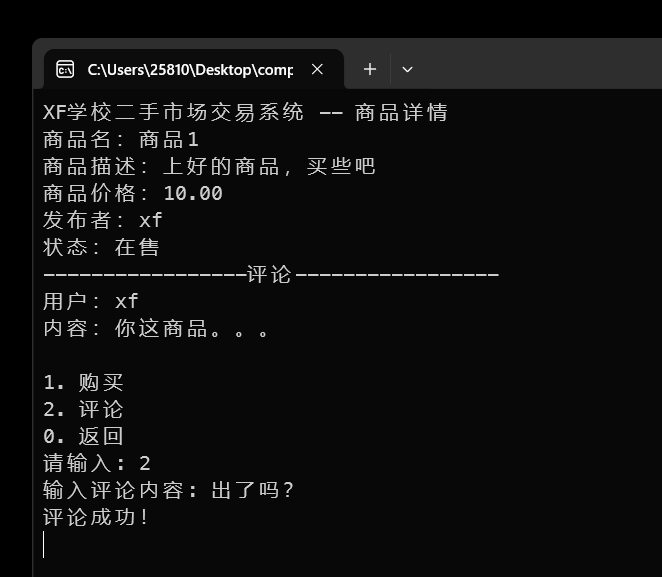 C:\Users\25810\Desktop\comp
XF学校二手市场交易系统 -- 商品详情
商品名: 商品1
商品描述: 上好的商品, 买些吧
商品价格: 10.00
发布者: xf
状态: 在售
-----------------评论-----------------
用户: xf
内容: 你这商品。。。
1. 购买
2. 评论
0. 返回
请输入: 2
输入评论内容: 出了吗?
评论成功!